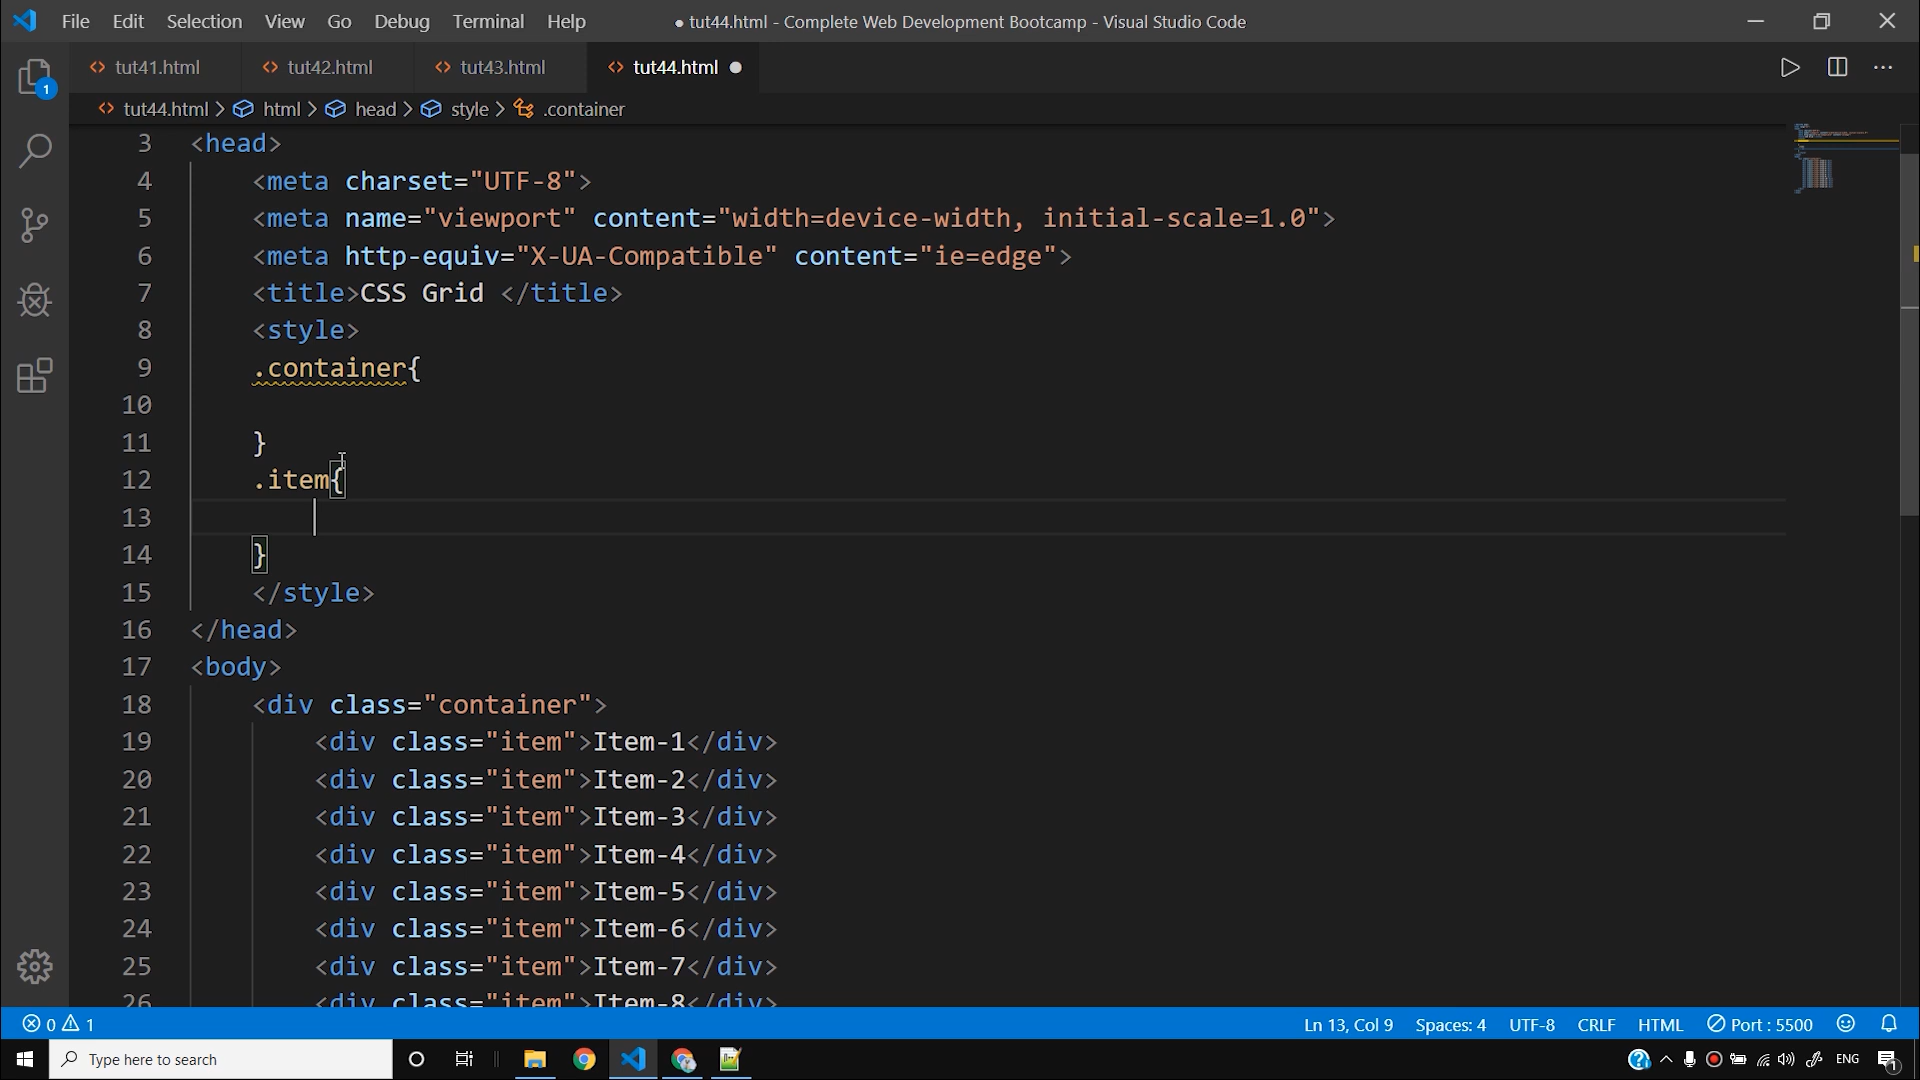 File Edit Selection View Go Debug Terminal Help ● tut44.html - Complete Web Development Bootcamp - Visual Studio Code
tut41.html tut42.html tut43.html tut44.html
tut44.html > html > head > style > .container
3 <head>
4 <meta charset="UTF-8">
5 <meta name="viewport" content="width=device-width, initial-scale=1.0">
6 <meta http-equiv="X-UA-Compatible" content="ie=edge">
7 <title>CSS Grid </title>
8 <style>
9 .container{
10
11 }
12 .item{
13
14 }
15 </style>
16 </head>
17 <body>
18 <div class="container">
19 <div class="item">Item-1</div>
20 <div class="item">Item-2</div>
21 <div class="item">Item-3</div>
22 <div class="item">Item-4</div>
23 <div class="item">Item-5</div>
24 <div class="item">Item-6</div>
25 <div class="item">Item-7</div>
26 <div class="item">Item-8</div>
0 1 Ln 13, Col 9 Spaces: 4 UTF-8 CRLF HTML Port : 5500
Type here to search ENG 1